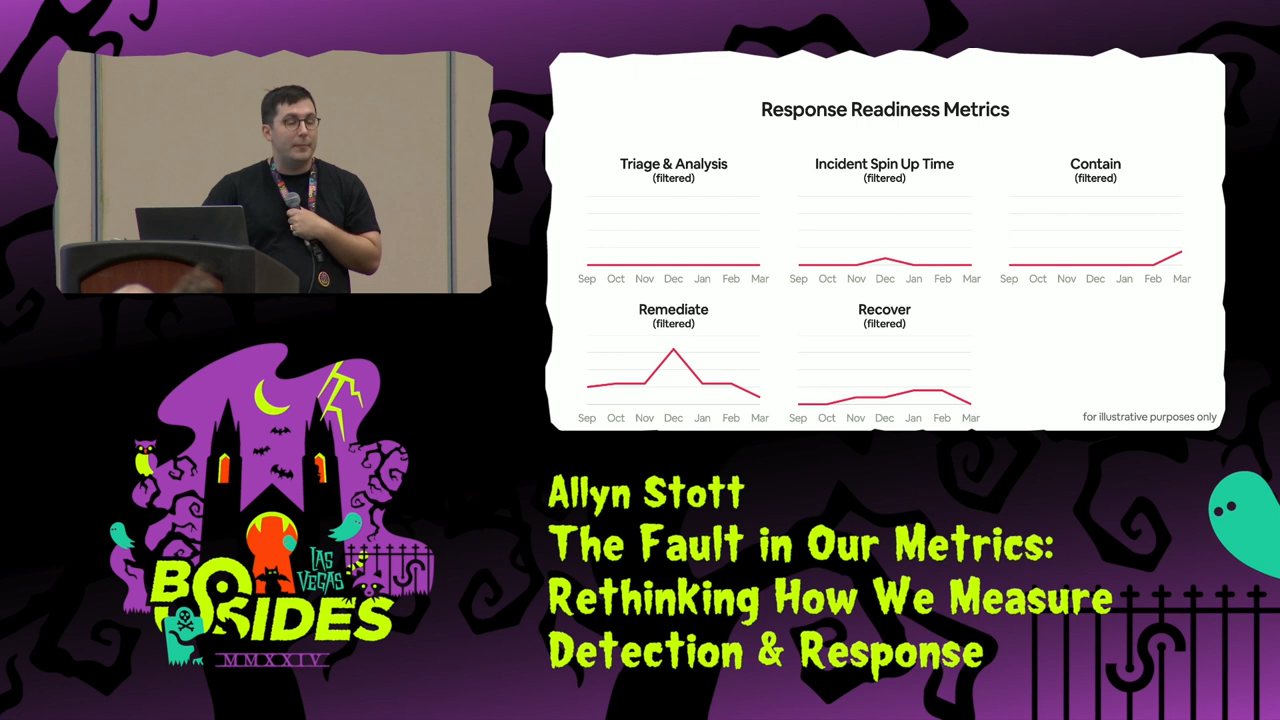 Response Readiness Metrics
Triage & Analysis
(filtered)
Sep Oct Nov Dec Jan Feb Mar
Incident Spin Up Time
(filtered)
Sep Oct Nov Dec Jan Feb Mar
Contain
(filtered)
Sep Oct Nov Dec Jan Feb Mar
Remediate
(filtered)
Sep Oct Nov Dec Jan Feb Mar
Recover
(filtered)
Sep Oct Nov Dec Jan Feb Mar
for illustrative purposes only
LAS
VEGAS
BSIDES
MMXXIV
Allyn Stott
The Fault in Our Metrics:
Rethinking How We Measure
Detection & Response